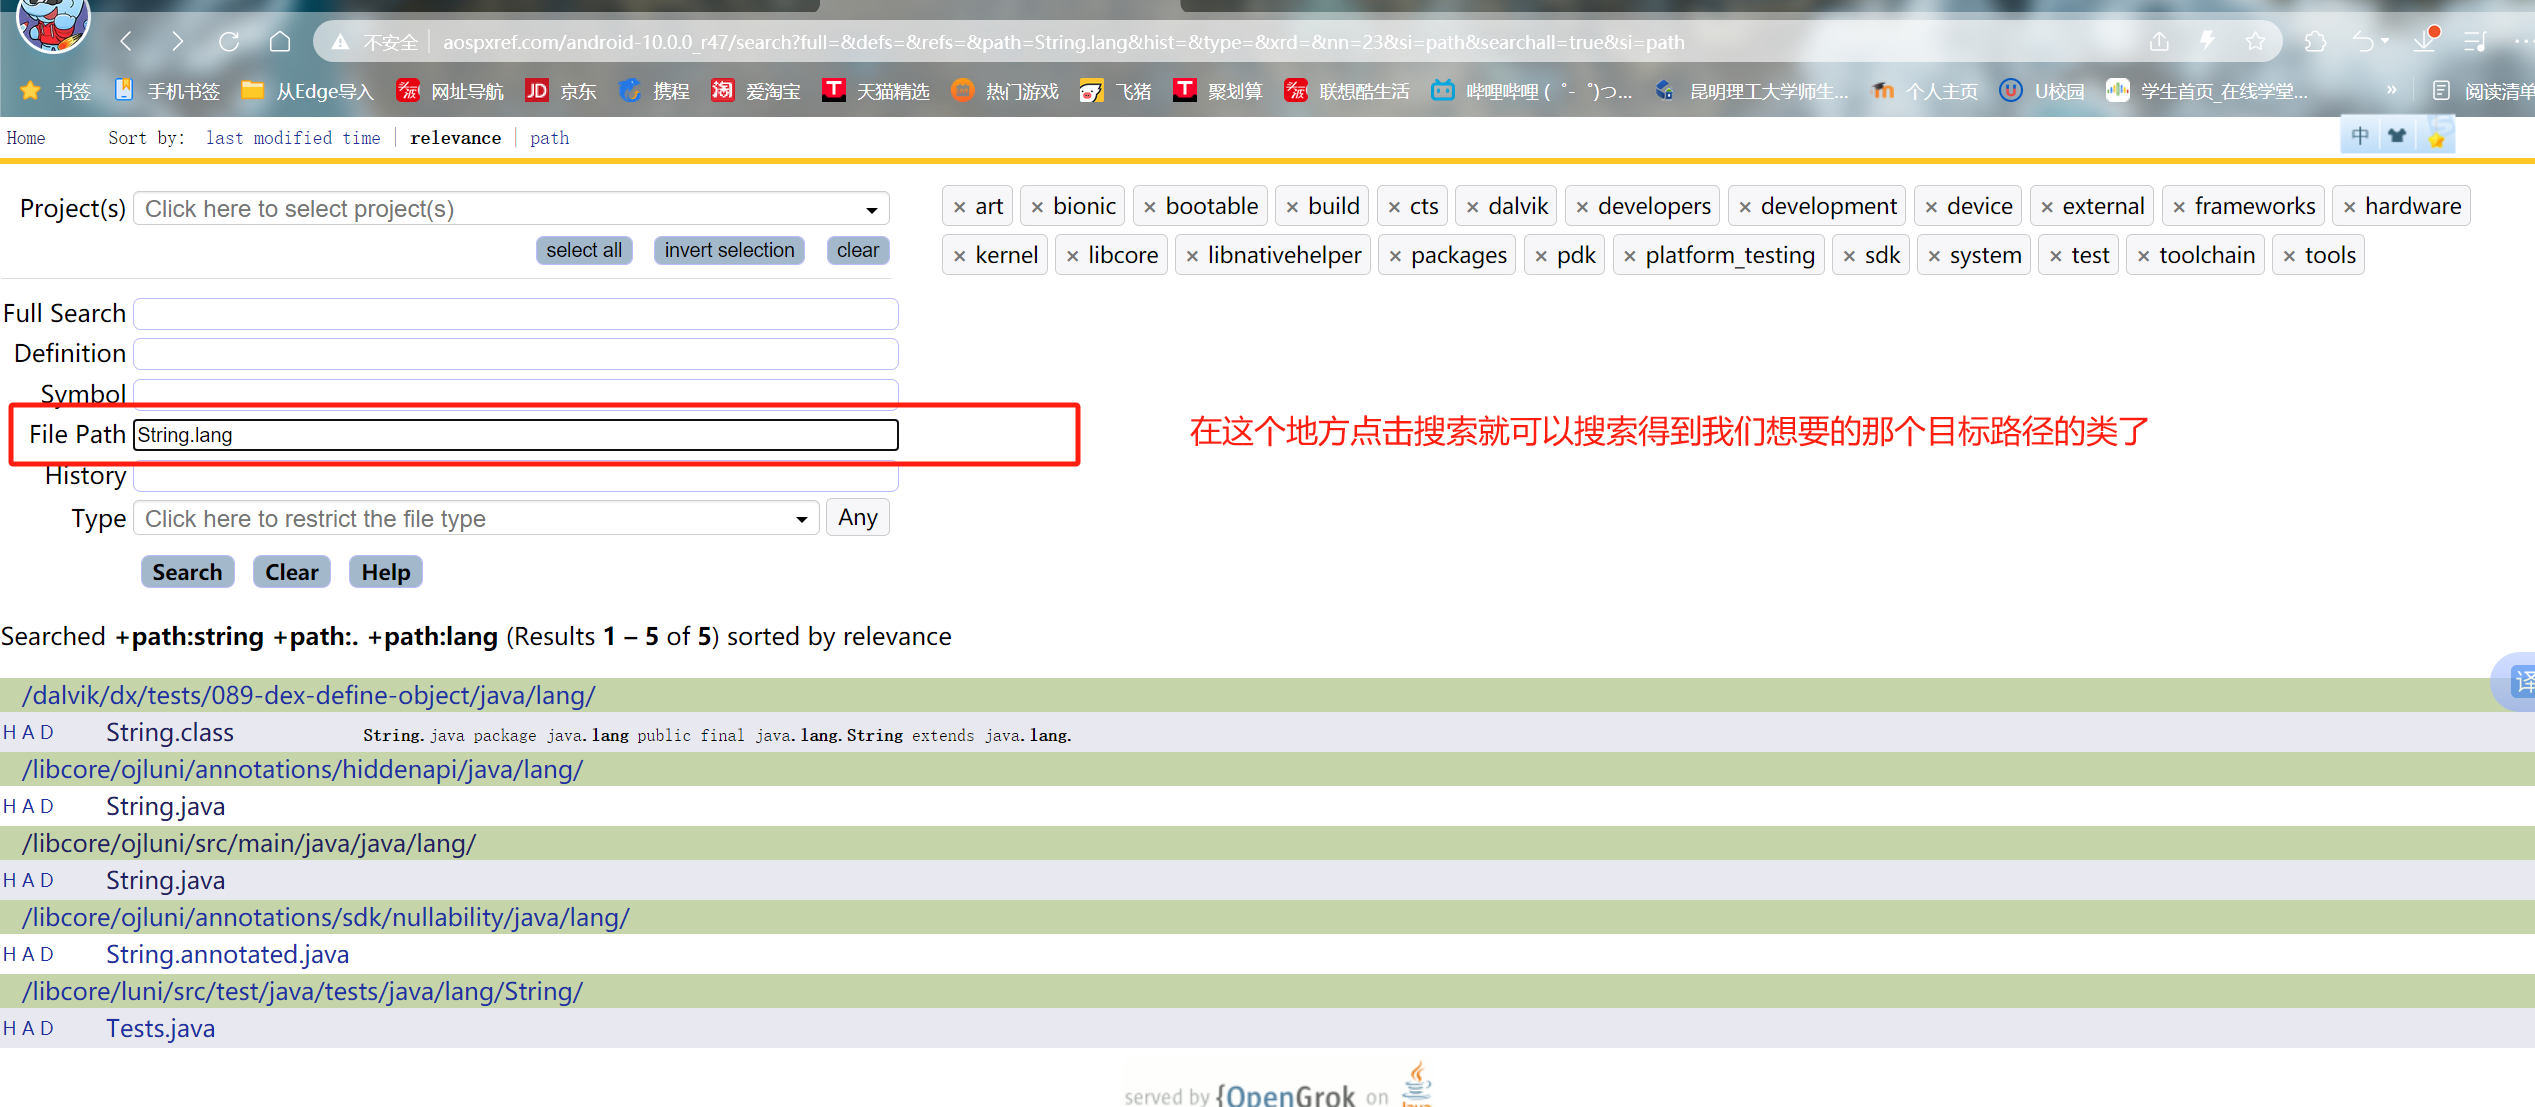 不安全 aospxref.com/android-10.0.0_r47/search?full=&defs=&refs=&path=String.lang&hist=&type=&xrd=&nn=23&si=path&searchall=true&si=path
书签 手机书签 从Edge导入 网址导航 京东 携程 爱淘宝 天猫精选 热门游戏 飞猪 聚划算 联想酷生活 哔哩哔哩 ( ゜- ゜)つ... 昆明理工大学师生... 个人主页 U校园 学生首页_在线学堂... » 阅读清单
Home Sort by: last modified time relevance path
中
Project(s) Click here to select project(s)
select all invert selection clear
× art × bionic × bootable × build × cts × dalvik × developers × development × device × external × frameworks × hardware
× kernel × libcore × libnativehelper × packages × pdk × platform_testing × sdk × system × test × toolchain × tools
Full Search
Definition
Symbol
File Path String.lang
在这个地方点击搜索就可以搜索得到我们想要的那个目标路径的类了
History
Type Click here to restrict the file type Any
Search Clear Help
Searched +path:string +path:. +path:lang (Results 1 – 5 of 5) sorted by relevance
/dalvik/dx/tests/089-dex-define-object/java/lang/
译
H A D String.class String.java package java.lang public final java.lang.String extends java.lang.
/libcore/ojluni/annotations/hiddenapi/java/lang/
H A D String.java
/libcore/ojluni/src/main/java/java/lang/
H A D String.java
/libcore/ojluni/annotations/sdk/nullability/java/lang/
H A D String.annotated.java
/libcore/luni/src/test/java/tests/java/lang/String/
H A D Tests.java
served by {OpenGrok on